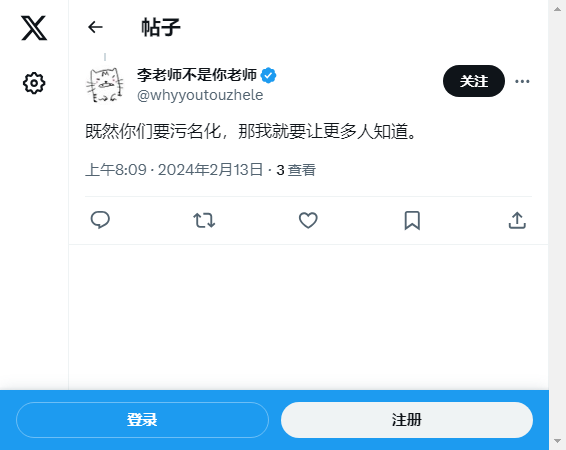 帖子
李老师不是你老师
@whyyoutouzhele
关注
既然你们要污名化，那我就要让更多人知道。
上午8:09 · 2024年2月13日 · 3 查看
登录
注册